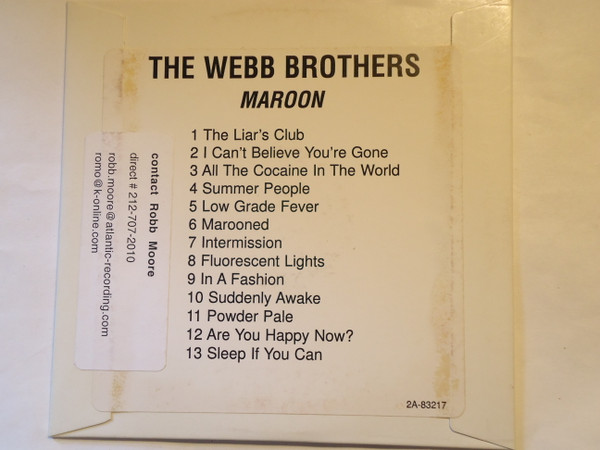 THE WEBB BROTHERS
MAROON
1 The Liar's Club
2 I Can't Believe You're Gone
3 All The Cocaine In The World
4 Summer People
5 Low Grade Fever
6 Marooned
7 Intermission
8 Fluorescent Lights
9 In A Fashion
10 Suddenly Awake
11 Powder Pale
12 Are You Happy Now?
13 Sleep If You Can
2A-83217
contact Robb Moore
direct # 212-707-2010
robb.moore@atlantic-recording.com
romo@k-online.com